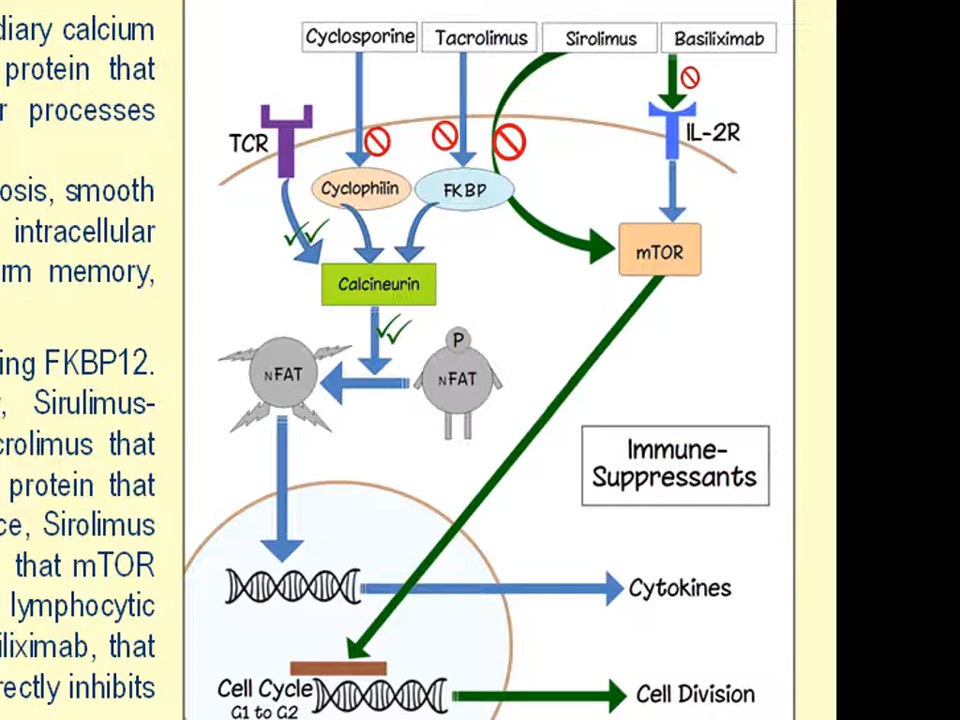 diary calcium
protein that
r processes
osis, smooth
intracellular
rm memory,
ing FKBP12.
, Sirulimus-
crolimus that
protein that
ce, Sirolimus
that mTOR
lymphocytic
iliximab, that
rectly inhibits
Cyclosporine
Tacrolimus
Sirolimus
Basiliximab
TCR
IL-2R
Cyclophilin
FKBP
mTOR
Calcineurin
P
NFAT
NFAT
Immune-
Suppressants
Cytokines
Cell Cycle
G1 to G2
Cell Division